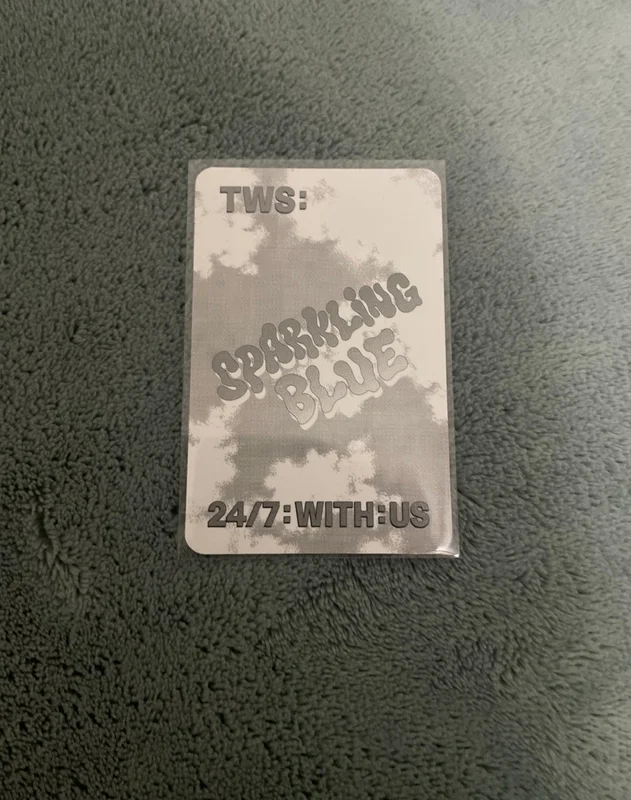 TWS:
SPARKLING
BLUE
24/7:WITH:US